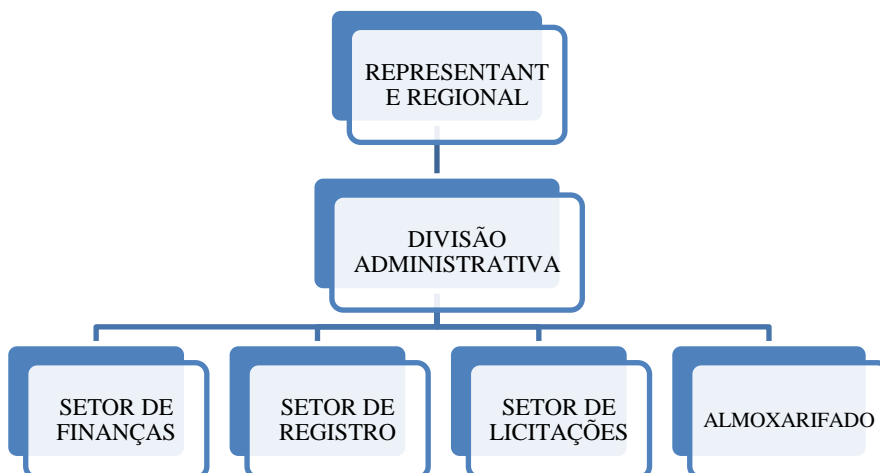 REPRESENTANT
E REGIONAL
DIVISÃO
ADMINISTRATIVA
SETOR DE
FINANÇAS
SETOR DE
REGISTRO
SETOR DE
LICITAÇÕES
ALMOXARIFADO